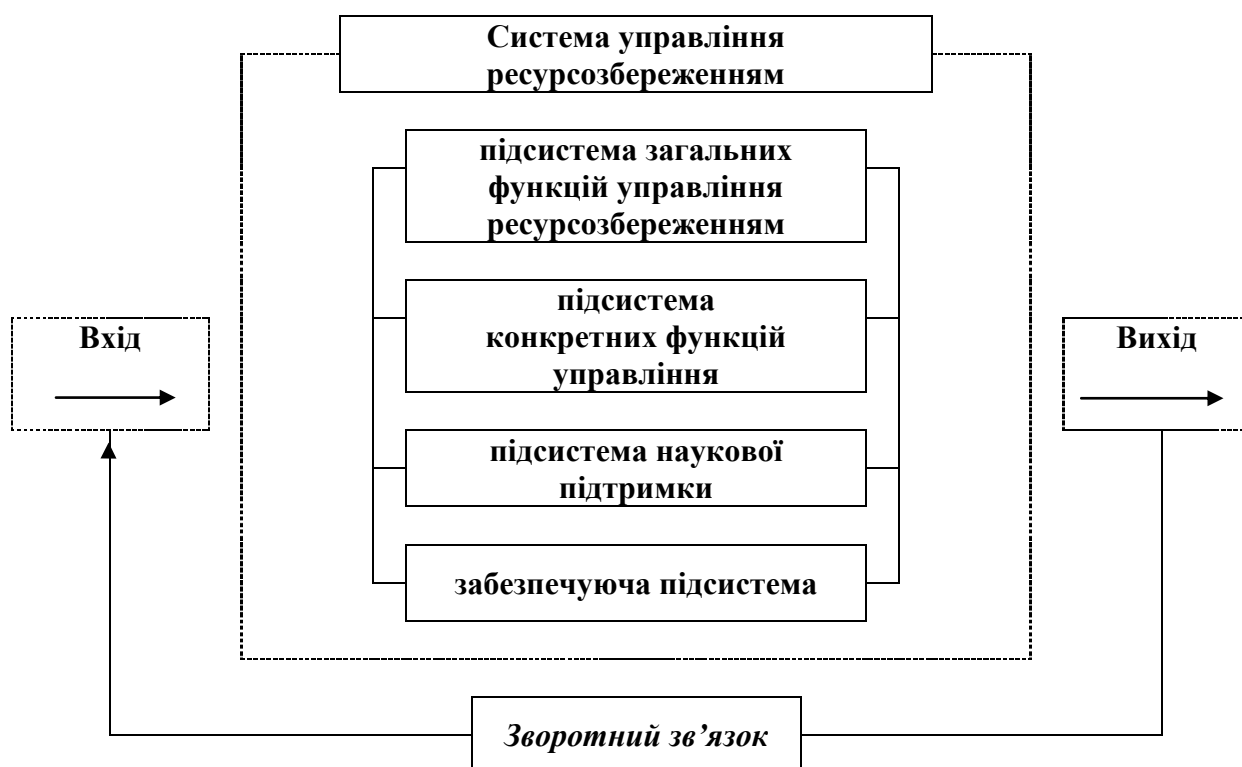 Система управління
ресурсозбереженням
підсистема загальних
функцій управління
ресурсозбереженням
підсистема
конкретних функцій
управління
Вхід
Вихід
підсистема наукової
підтримки
забезпечуюча підсистема
Зворотний зв’язок